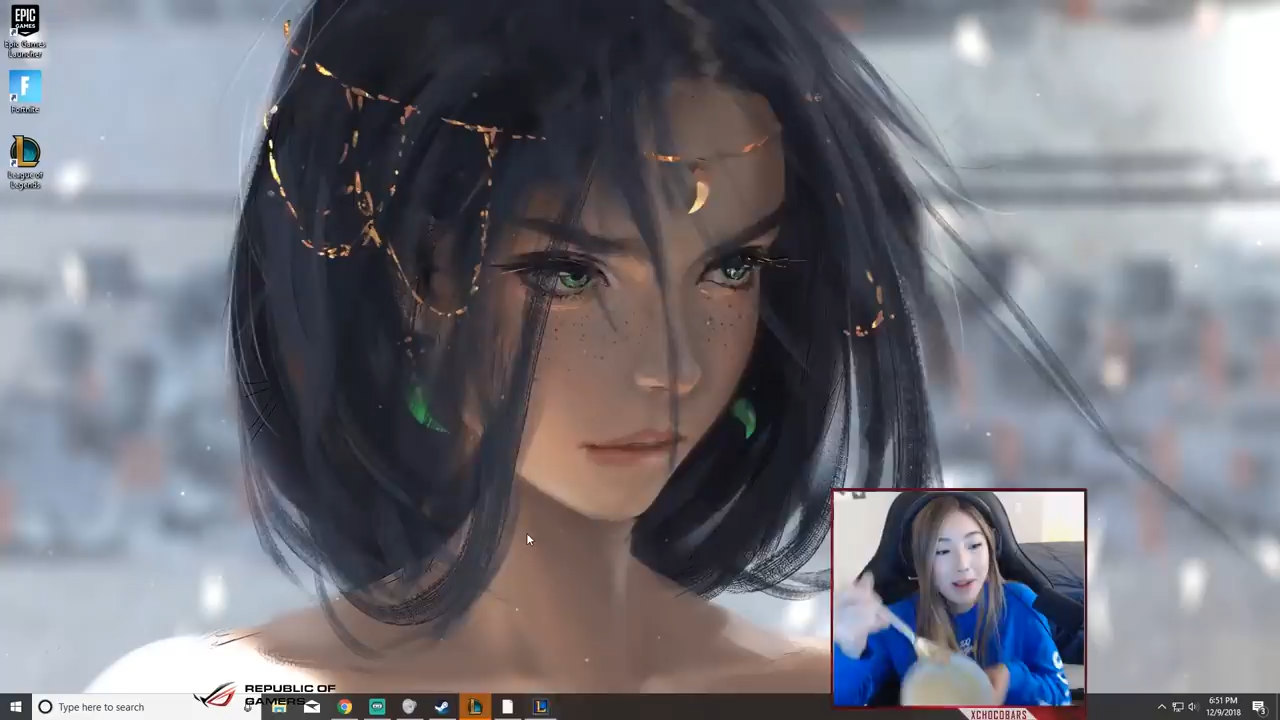 EPIC
GAMES
Epic Games
Launcher
F
Fortnite
L
League of
Legends
Type here to search
REPUBLIC OF
GAMERS
XCHOCOBARS
6:51 PM
12/9/2018